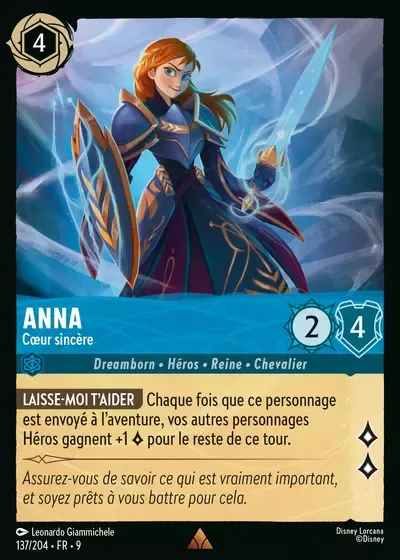 4
ANNA
Cœur sincère
2
4
Dreamborn • Héros • Reine • Chevalier
LAISSE-MOI T'AIDER Chaque fois que ce personnage
est envoyé à l'aventure, vos autres personnages
Héros gagnent +1 pour le reste de ce tour.
Assurez-vous de savoir ce qui est vraiment important,
et soyez prêts à vous battre pour cela.
Leonardo Giammichele
137/204 • FR • 9
Disney Lorcana
©Disney